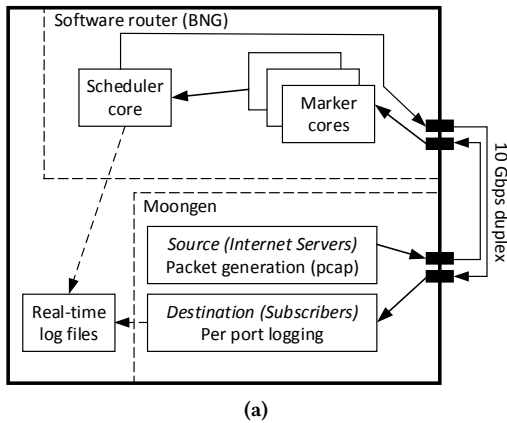 Software router (BNG)
Scheduler
core
Marker
cores
10 Gbps duplex
Moongen
Source (Internet Servers)
Packet generation (pcap)
Real-time
log files
Destination (Subscribers)
Per port logging
(a)